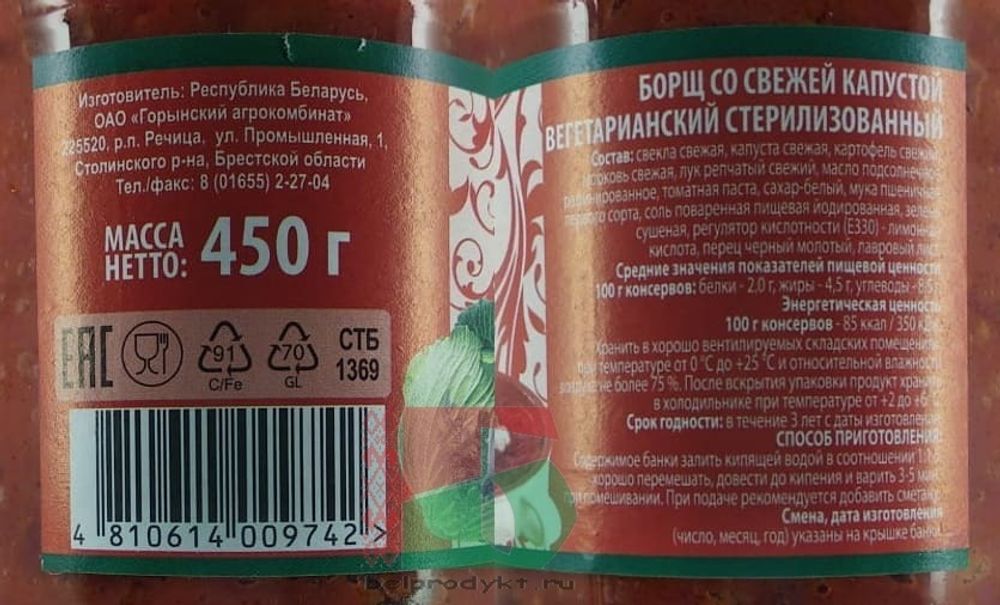 Изготовитель: Республика Беларусь,
ОАО «Горынский агрокомбинат»
225520, р.п. Речица, ул. Промышленная, 1,
Столинского р-на, Брестской области
Тел./факс: 8 (01655) 2-27-04
МАССА
НЕТТО: 450 г
EAC
91
C/Fe
70
GL
СТБ
1369
4 810614 009742 >
БОРЩ СО СВЕЖЕЙ КАПУСТОЙ
ВЕГЕТАРИАНСКИЙ СТЕРИЛИЗОВАННЫЙ
Состав: свекла свежая, капуста свежая, картофель свежий,
морковь свежая, лук репчатый свежий, масло подсолнечное
рафинированное, томатная паста, сахар-белый, мука пшеничная
первого сорта, соль поваренная пищевая йодированная, зелень
сушеная, регулятор кислотности (Е330) - лимонная
кислота, перец черный молотый, лавровый лист.
Средние значения показателей пищевой ценности
100 г консервов: белки - 2,0 г, жиры - 4,5 г, углеводы - 8,5 г.
Энергетическая ценность
100 г консервов - 85 ккал / 350 кДж.
Хранить в хорошо вентилируемых складских помещениях
при температуре от 0 °С до +25 °С и относительной влажности
воздуха не более 75 %. После вскрытия упаковки продукт хранить
в холодильнике при температуре от +2 до +6
Срок годности: в течение 3 лет с даты изготовления.
СПОСОБ ПРИГОТОВЛЕНИЯ:
Содержимое банки залить кипящей водой в соотношении 1:1,
хорошо перемешать, довести до кипения и варить 3-5 мин.
при помешивании. При подаче рекомендуется добавить сметану.
Смена, дата изготовления
(число, месяц, год) указаны на крышке банки.
belprodykt.ru